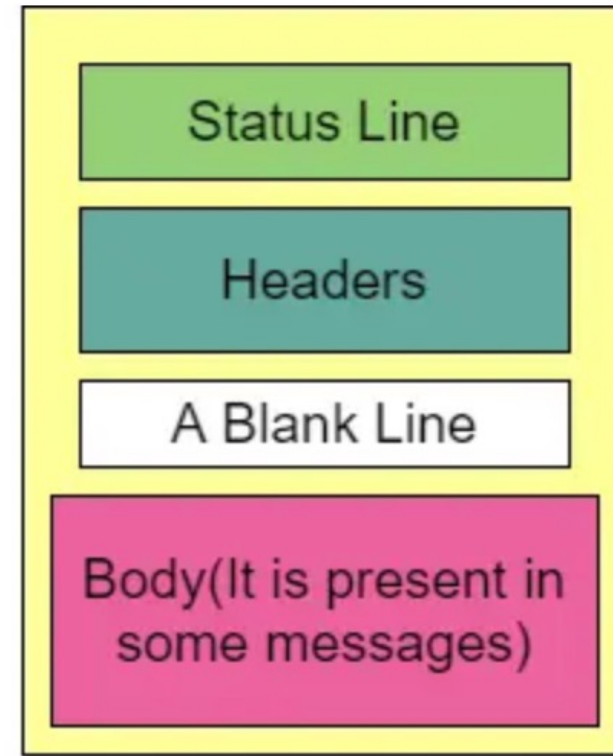 Status Line
Headers
A Blank Line
Body(It is present in
some messages)